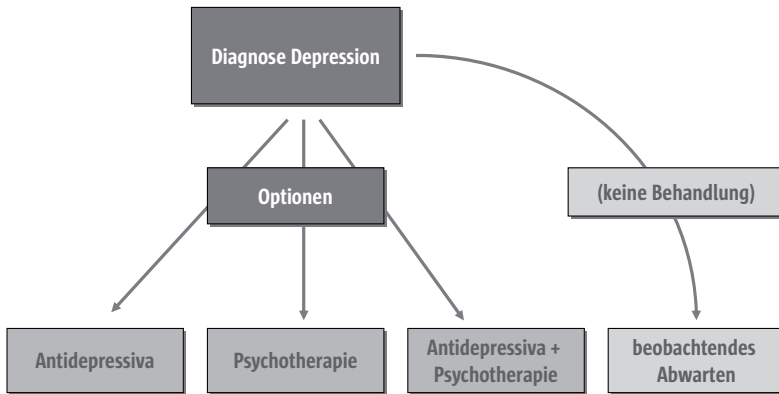 Diagnose Depression
Optionen
(keine Behandlung)
Antidepressiva
Psychotherapie
Antidepressiva +
Psychotherapie
beobachtendes
Abwarten